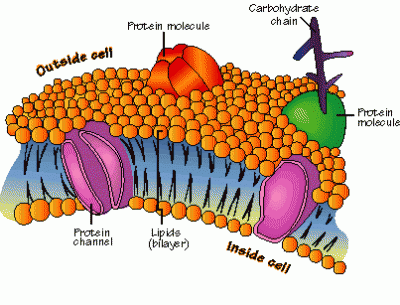 Carbohydrate
chain
Protein molecule
Outside cell
Protein
molecule
Protein
channel
Lipids
(bilayer)
Inside cell